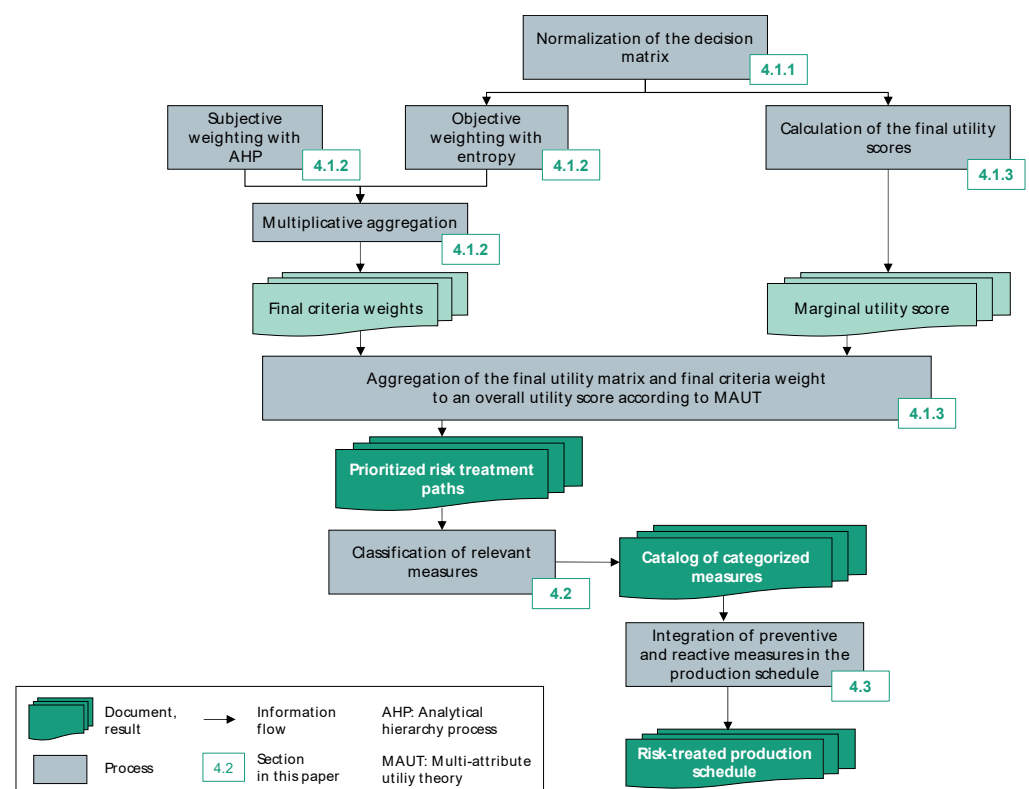 Normalization of the decision
matrix
4.1.1
Subjective
weighting with
AHP
4.1.2
Objective
weighting with
entropy
4.1.2
Calculation of the final utility
scores
4.1.3
Multiplicative aggregation
4.1.2
Final criteria weights
Marginal utility score
Aggregation of the final utility matrix and final criteria weight
to an overall utility score according to MAUT
4.1.3
Prioritized risk treatment
paths
Classification of relevant
measures
4.2
Catalog of categorized
measures
Integration of preventive
and reactive measures in the
production schedule
4.3
Risk-treated production
schedule
Document,
result
Information
flow
AHP: Analytical
hierarchy process
Process
4.2
Section
in this paper
MAUT: Multi-attribute
utiliy theory